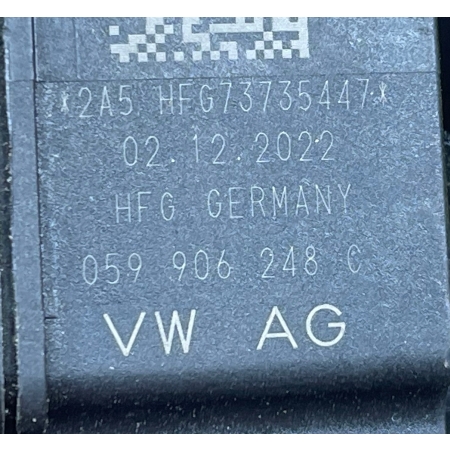 *2A5 HFG73735447*
02.12.2022
HFG GERMANY
059 906 248 C
VW AG